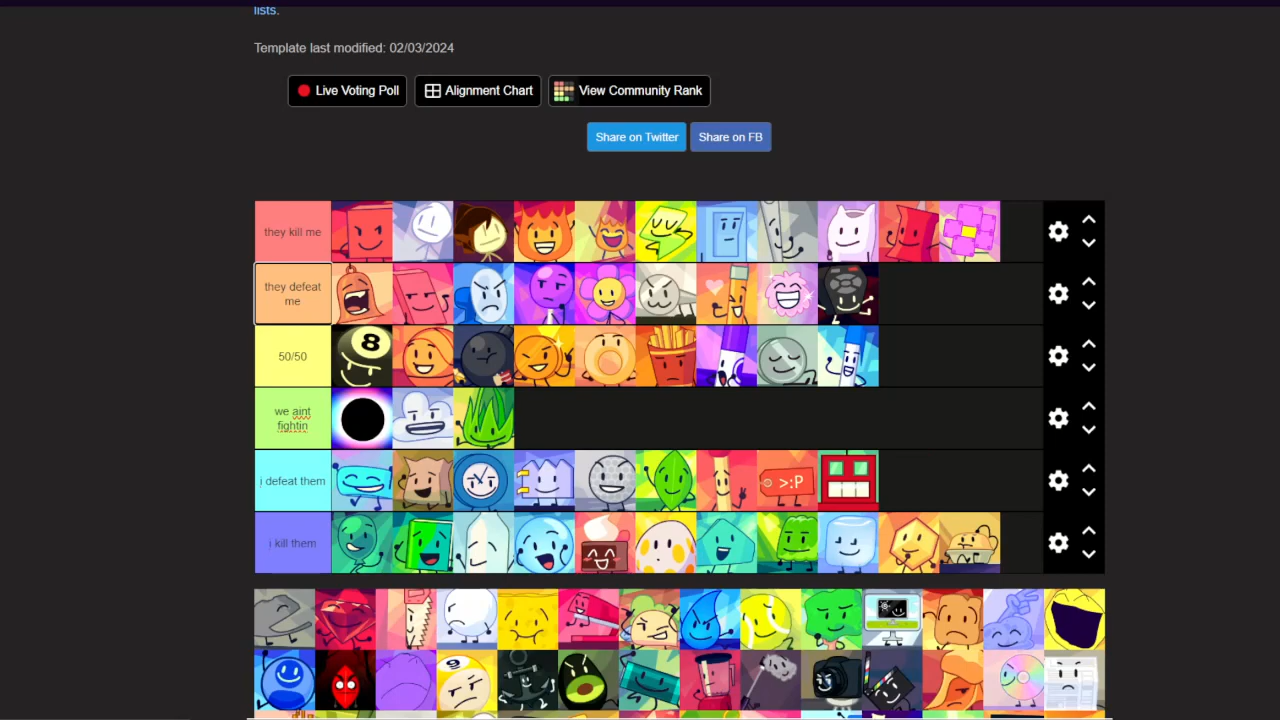 lists.
Template last modified: 02/03/2024
Live Voting Poll
Alignment Chart
View Community Rank
Share on Twitter
Share on FB
they kill me
they defeat
me
8
50/50
we aint
fightin
i defeat them
>:P
i kill them
9